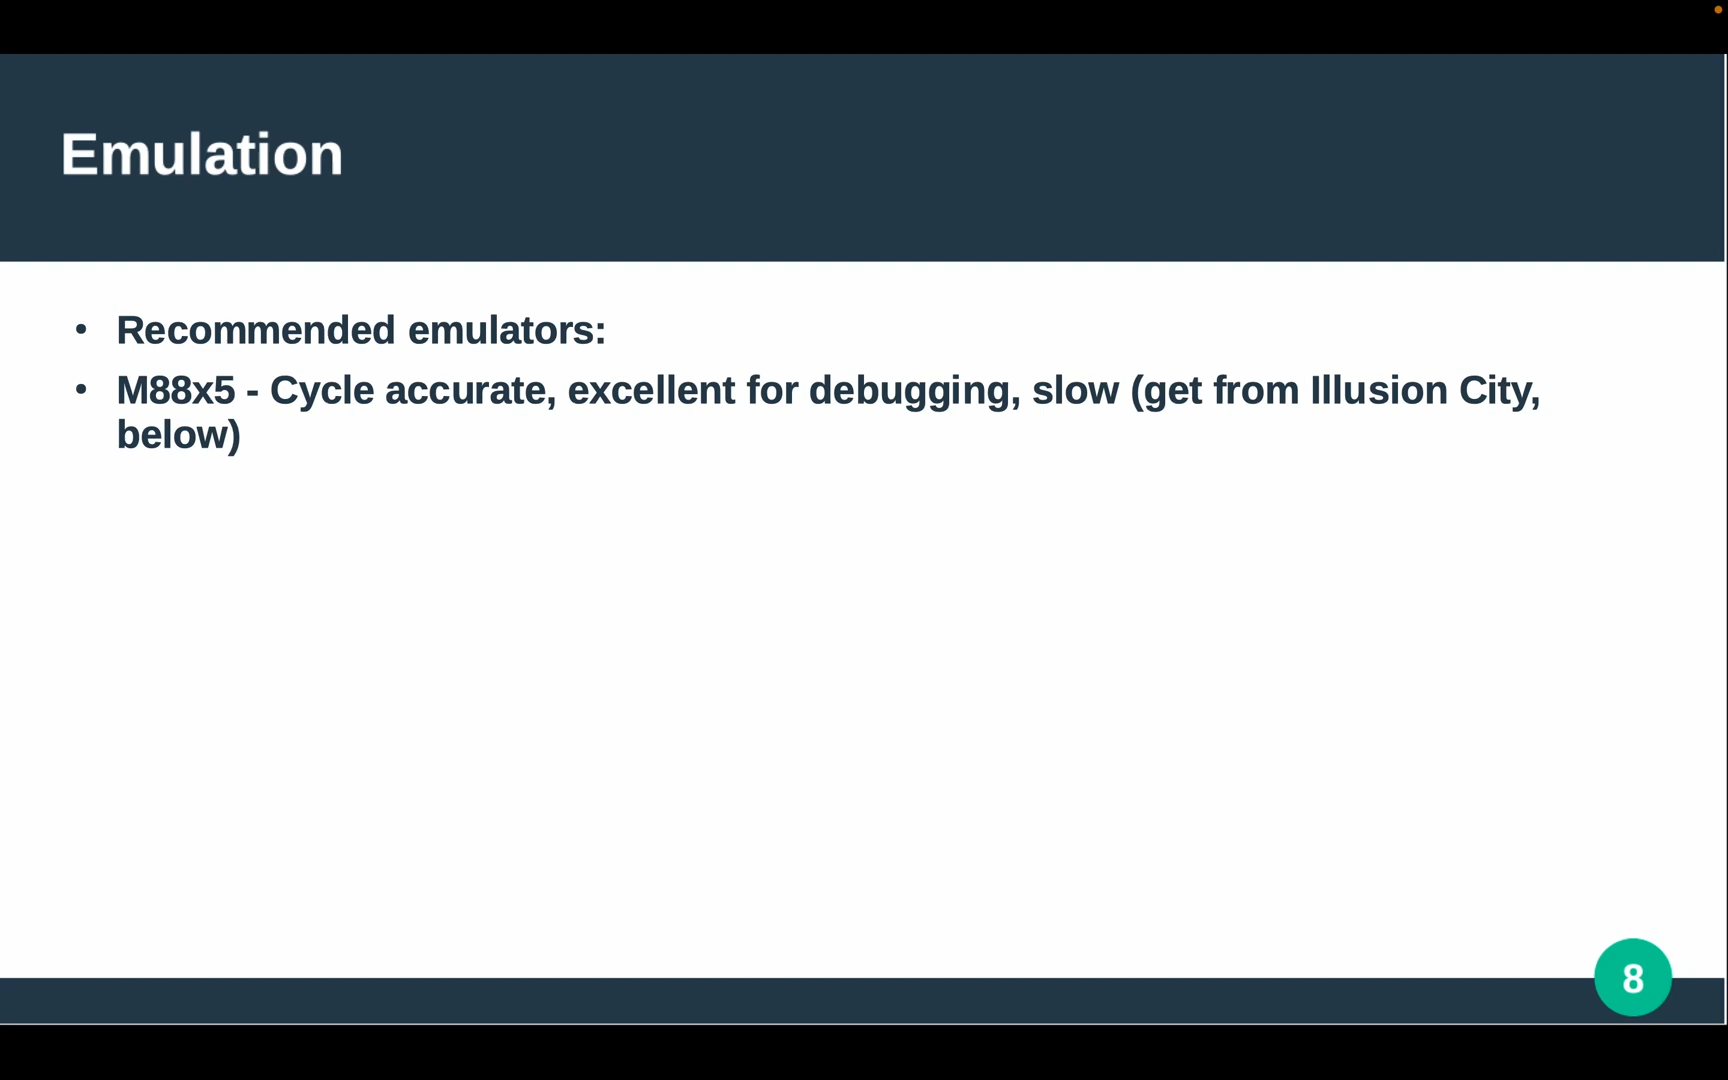 Emulation
• Recommended emulators:
• M88x5 - Cycle accurate, excellent for debugging, slow (get from Illusion City,
below)
8